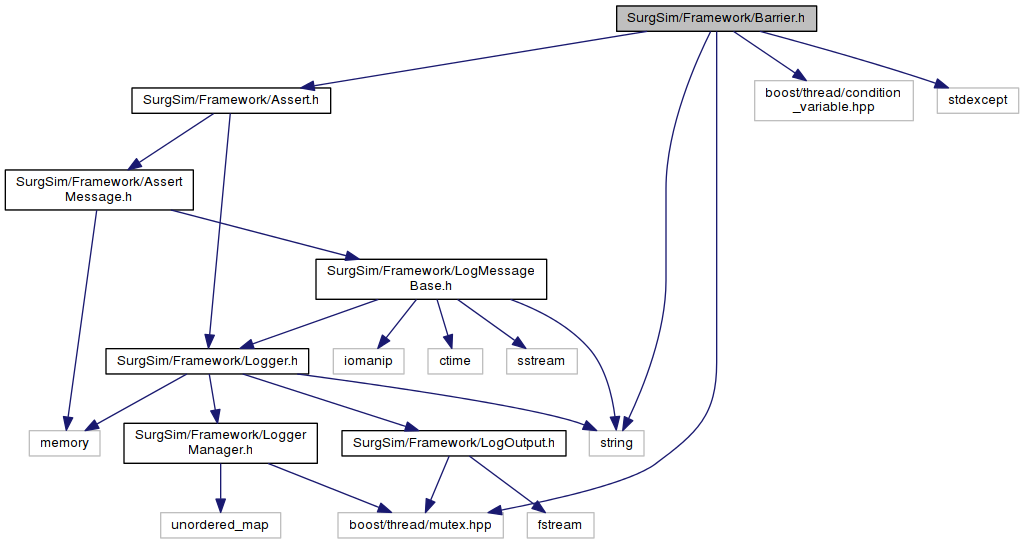 SurgSim/Framework/Barrier.h
SurgSim/Framework/Assert.h
boost/thread/condition
_variable.hpp
stdexcept
SurgSim/Framework/Assert
Message.h
SurgSim/Framework/LogMessage
Base.h
SurgSim/Framework/Logger.h
iomanip
ctime
sstream
memory
SurgSim/Framework/Logger
Manager.h
SurgSim/Framework/LogOutput.h
string
unordered_map
boost/thread/mutex.hpp
fstream